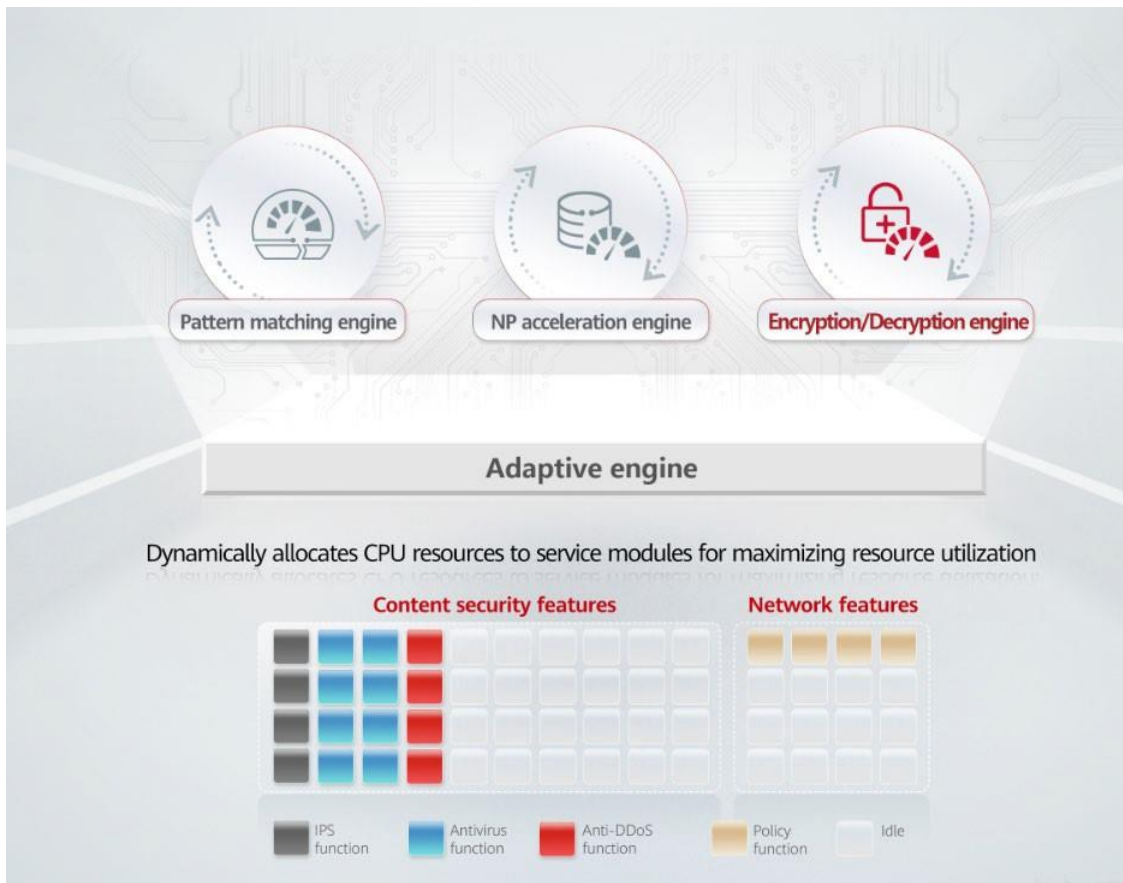 Pattern matching engine
NP acceleration engine
Encryption/Decryption engine
Adaptive engine
Dynamically allocates CPU resources to service modules for maximizing resource utilization
Content security features
Network features
IPS
function
Antivirus
function
Anti-DDoS
function
Policy
function
Idle